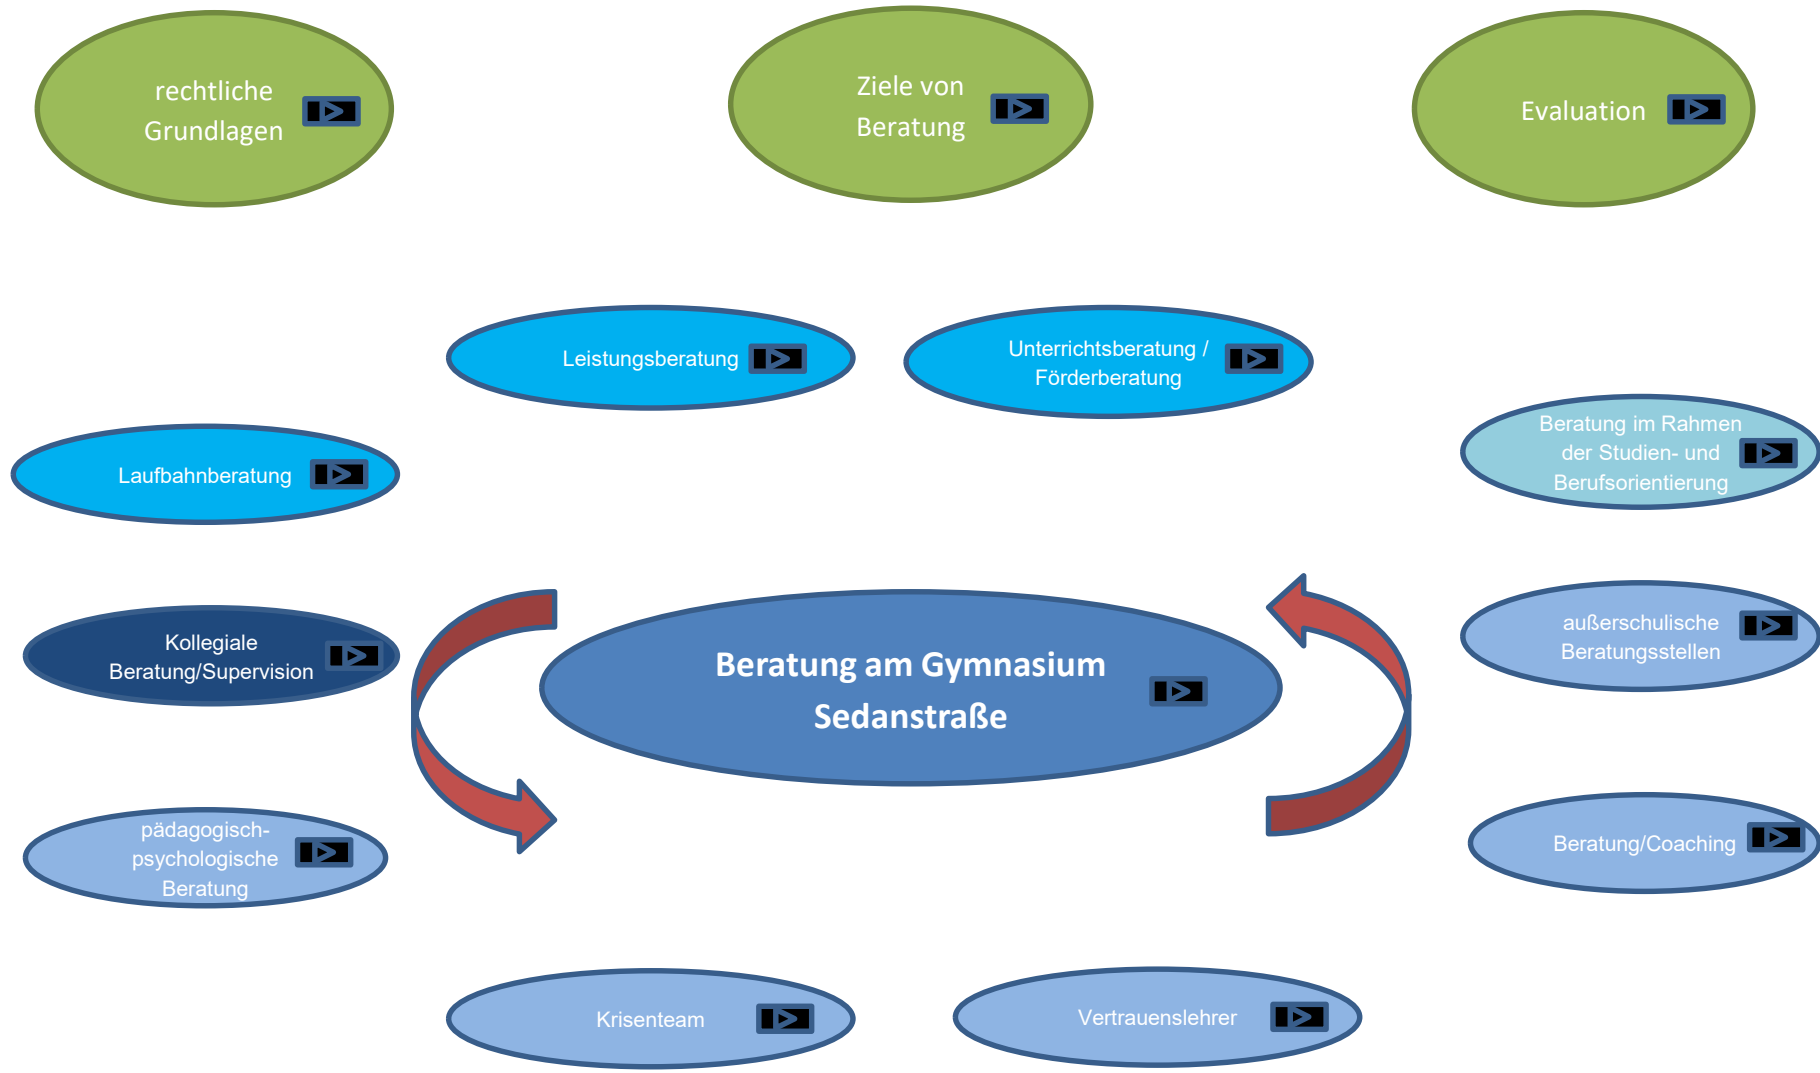 rechtliche
Grundlagen
Ziele von
Beratung
Evaluation
Leistungsberatung
Unterrichtsberatung /
Förderberatung
Laufbahnberatung
Beratung im Rahmen
der Studien- und
Berufsorientierung
Kollegiale
Beratung/Supervision
Beratung am Gymnasium
Sedanstraße
außerschulische
Beratungsstellen
pädagogisch-
psychologische
Beratung
Beratung/Coaching
Krisenteam
Vertrauenslehrer